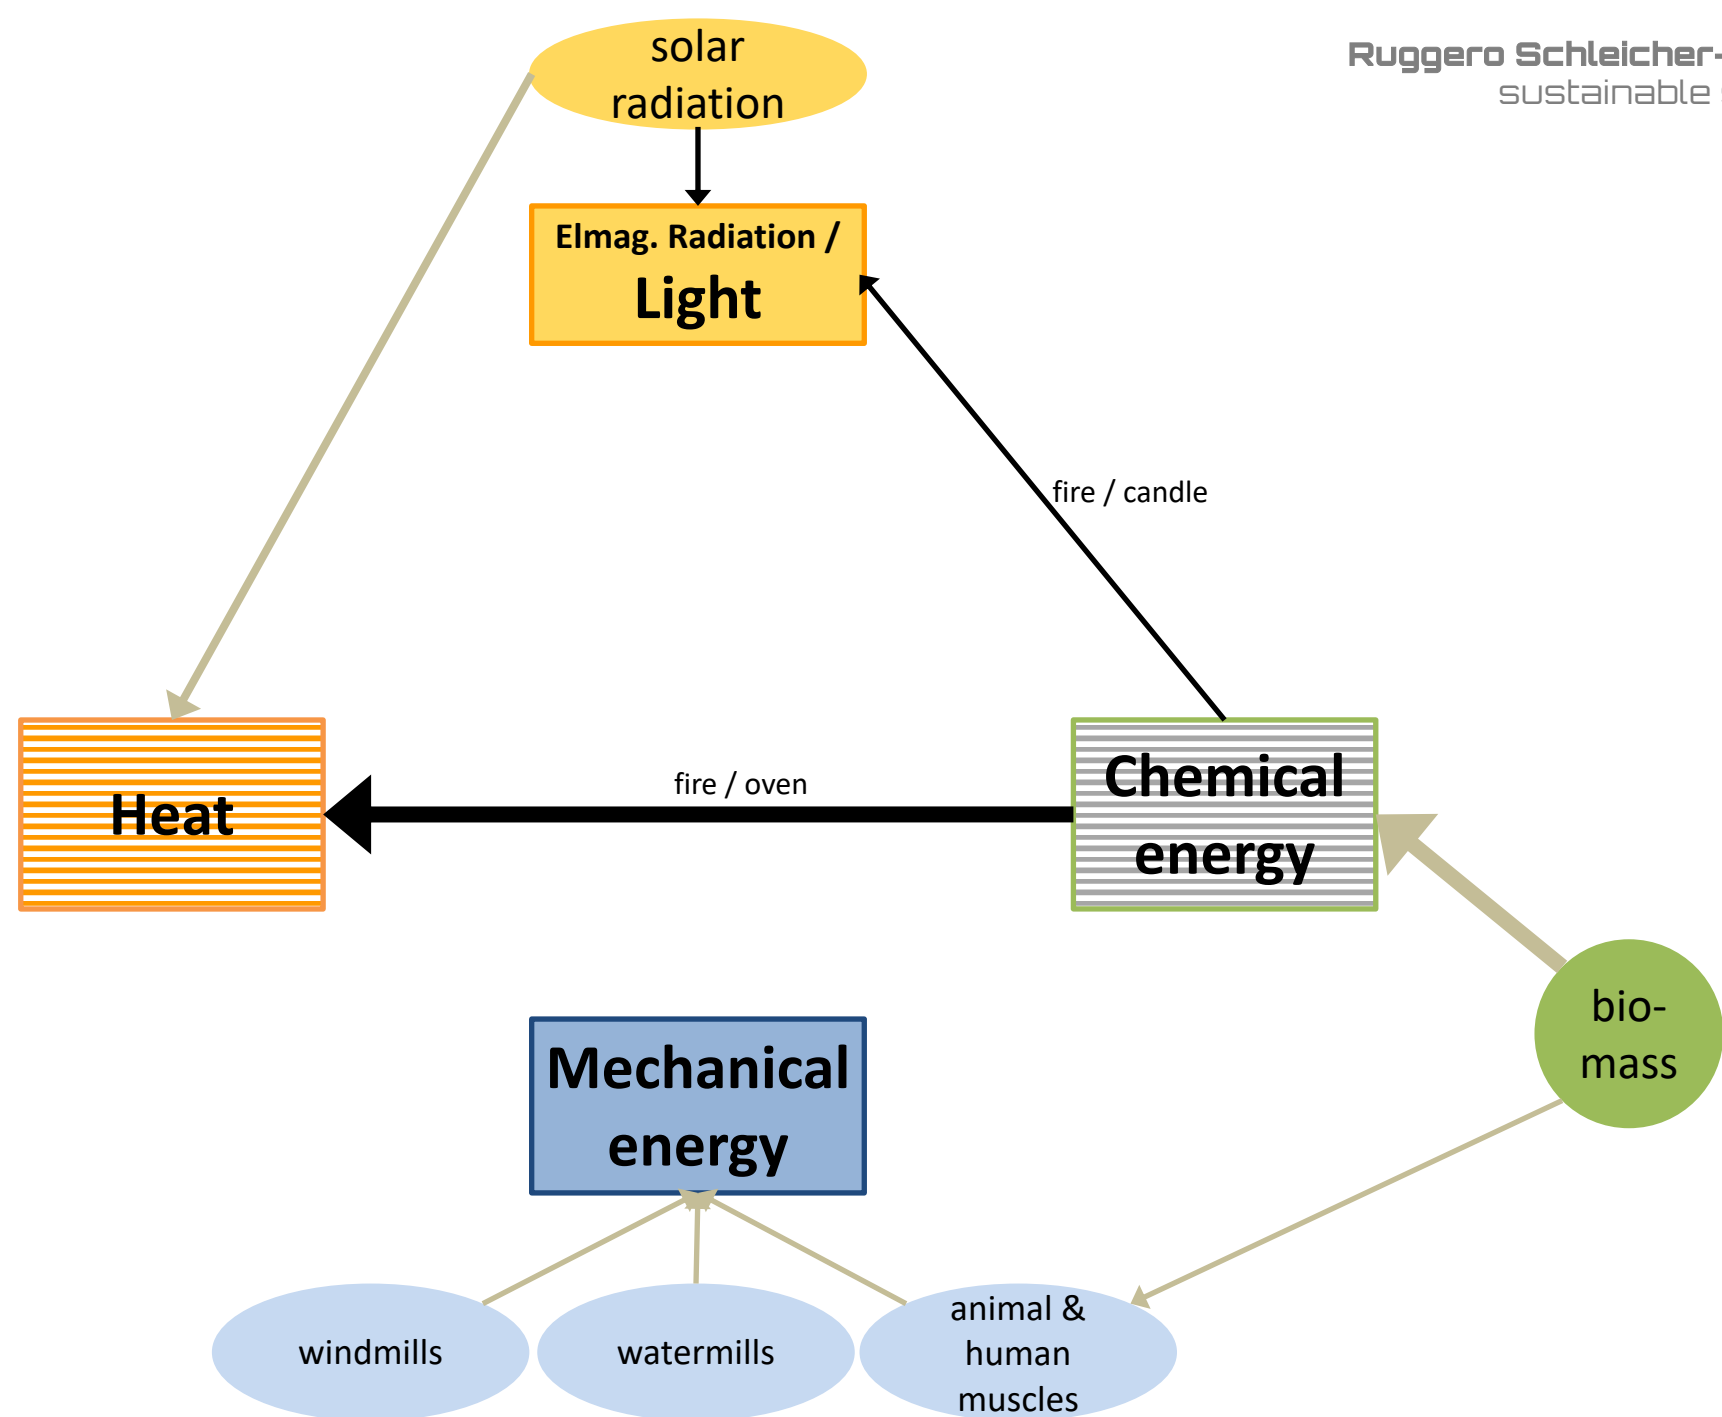 solar
radiation
Ruggero Schleicher-
sustainable
Elmag. Radiation /
Light
fire / candle
fire / oven
Heat
Chemical
energy
bio-
mass
Mechanical
energy
windmills
watermills
animal &
human
muscles